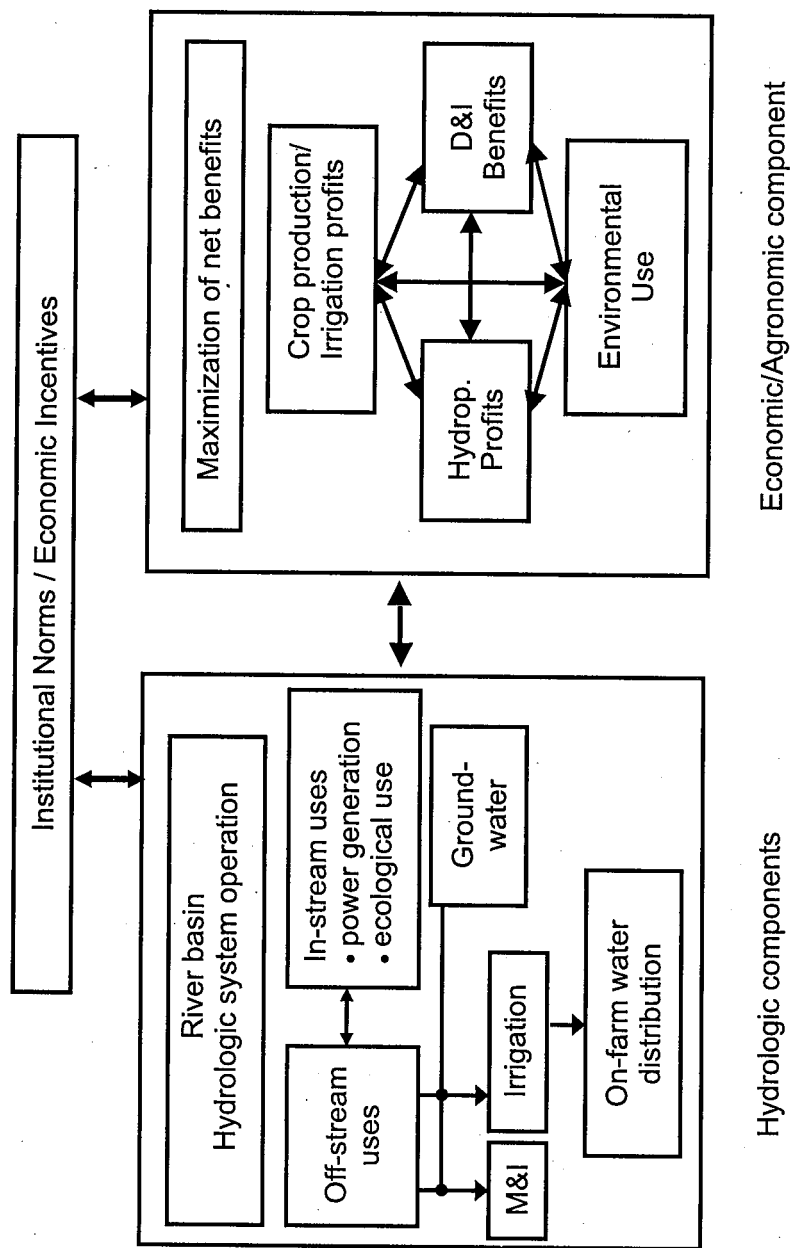 Institutional Norms / Economic Incentives
River basin
Hydrologic system operation
Off-stream
uses
In-stream uses
• power generation
• ecological use
Ground-
water
M&I
Irrigation
On-farm water
distribution
Hydrologic components
Maximization of net benefits
Crop production/
Irrigation profits
Hydrop.
Profits
D&I
Benefits
Environmental
Use
Economic/Agronomic component